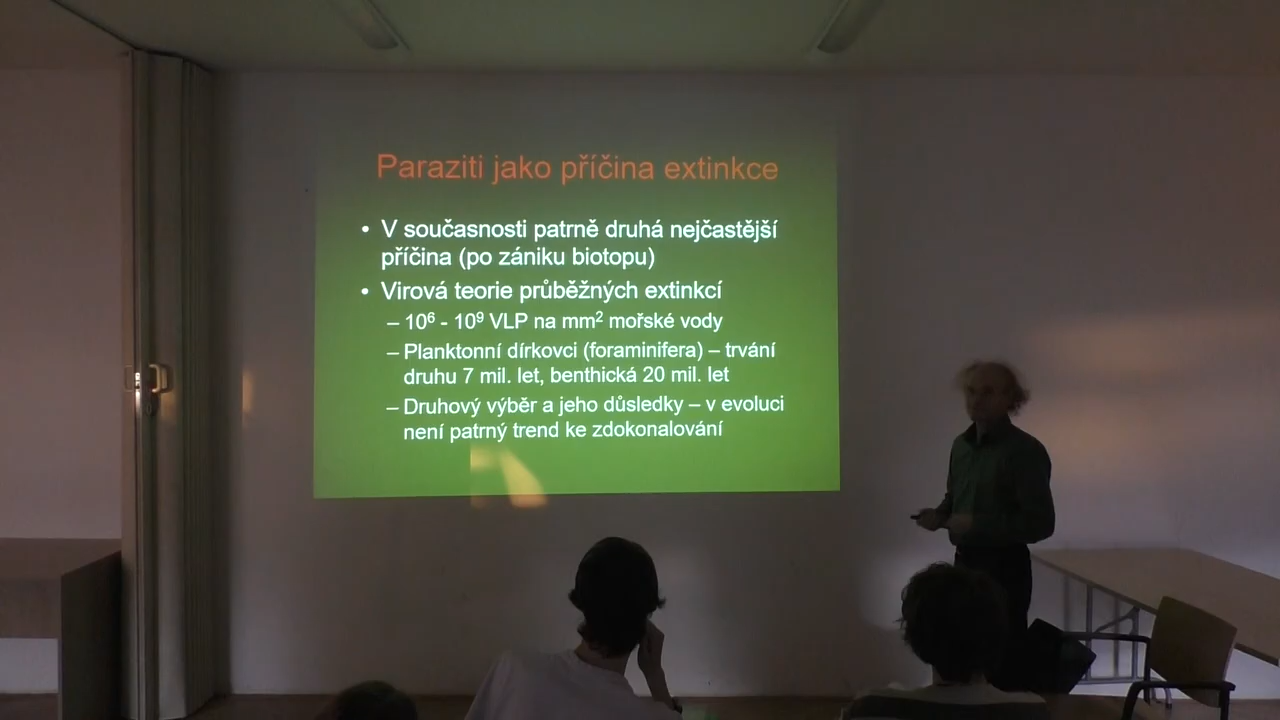 Paraziti jako příčina extinkce
• V současnosti patrně druhá nejčastější
příčina (po zániku biotopu)
• Virová teorie průběžných extinkcí
– 10⁶ - 10⁹ VLP na mm² mořské vody
– Planktonní dírkovci (foraminifera) – trvání
druhu 7 mil. let, benthická 20 mil. let
– Druhový výběr a jeho důsledky – v evoluci
není patrný trend ke zdokonalování